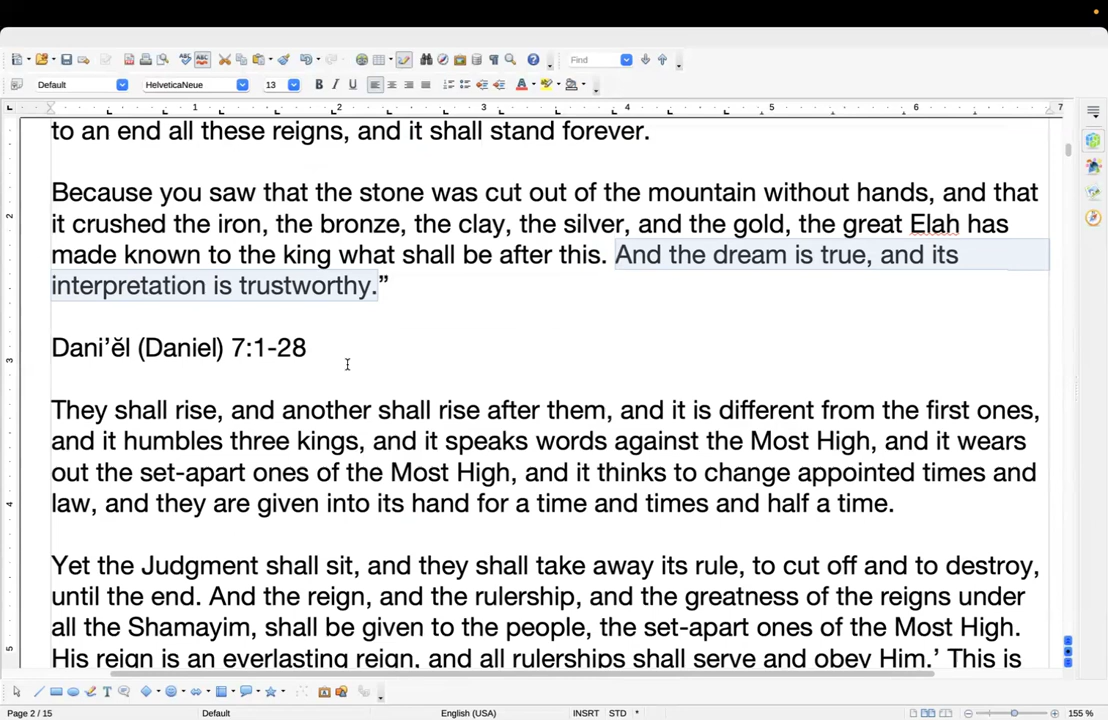 Find
Default
HelveticaNeue
13
B I U
1 2 3 4 5 6 7
to an end all these reigns, and it shall stand forever.
Because you saw that the stone was cut out of the mountain without hands, and that
it crushed the iron, the bronze, the clay, the silver, and the gold, the great Elah has
made known to the king what shall be after this. And the dream is true, and its
interpretation is trustworthy.”
Dani’ĕl (Daniel) 7:1-28
They shall rise, and another shall rise after them, and it is different from the first ones,
and it humbles three kings, and it speaks words against the Most High, and it wears
out the set-apart ones of the Most High, and it thinks to change appointed times and
law, and they are given into its hand for a time and times and half a time.
Yet the Judgment shall sit, and they shall take away its rule, to cut off and to destroy,
until the end. And the reign, and the rulership, and the greatness of the reigns under
all the Shamayim, shall be given to the people, the set-apart ones of the Most High.
His reign is an everlasting reign, and all rulerships shall serve and obey Him.’ This is
2
3
4
5
Page 2 / 15
Default
English (USA)
INSRT
STD
*
155 %